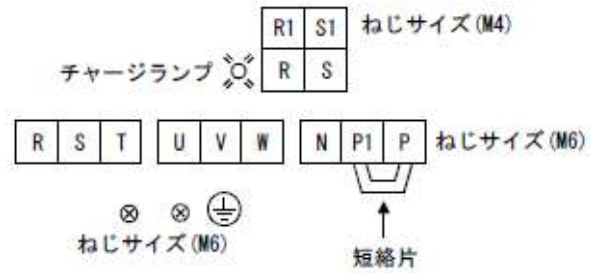 R1 S1 ねじサイズ(M4)
チャージランプ R S
R S T U V W N P1 P ねじサイズ(M6)
ねじサイズ(M6)
短絡片